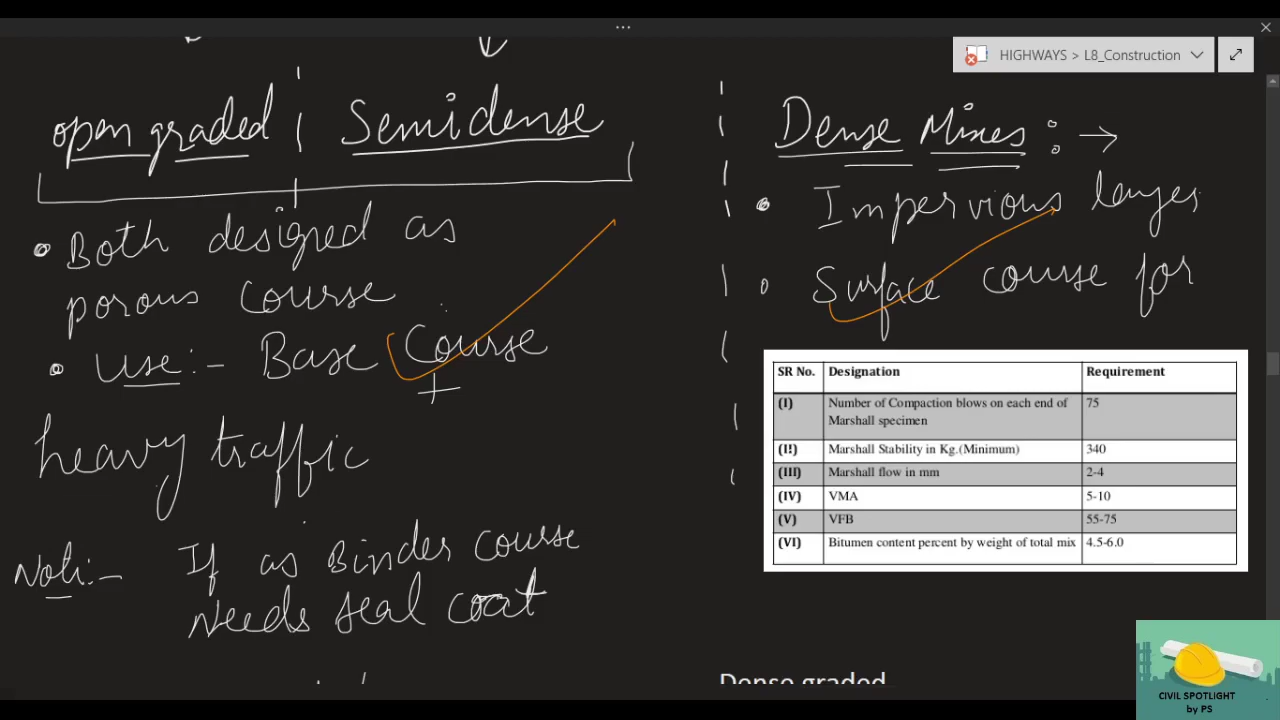 ...
HIGHWAYS > L8_Construction
open graded
Semidense
• Both designed as
porous course
• Use:- Base Course
+
heavy traffic
Note:- If as Binder course
Needs seal coat
Dense Mixes: →
• Impervious layer
• Surface course for
SR No. Designation Requirement
(I) Number of Compaction blows on each end of 75
Marshall specimen
(II) Marshall Stability in Kg.(Minimum) 340
(III) Marshall flow in mm 2-4
(IV) VMA 5-10
(V) VFB 55-75
(VI) Bitumen content percent by weight of total mix 4.5-6.0
Dense graded
CIVIL SPOTLIGHT
by PS